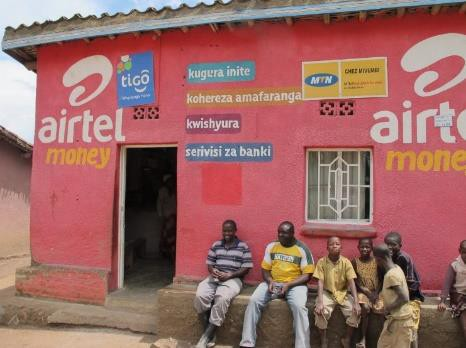 airtel
money
tiGO
kugura inite
kohereza amafaranga
kwishyura
serivisi za banki
MTN
airtel
money